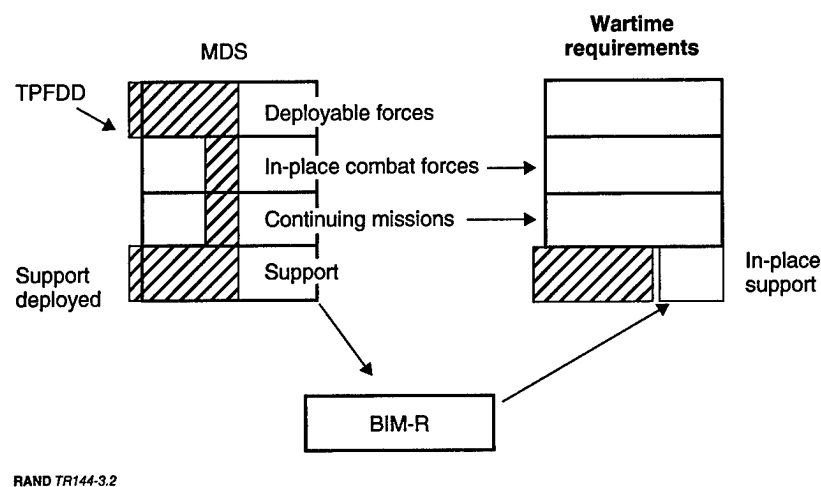 MDS
Wartime
requirements
TPFDD
Deployable forces
In-place combat forces
Continuing missions
Support
Support
deployed
In-place
support
BIM-R
RAND TR144-3.2